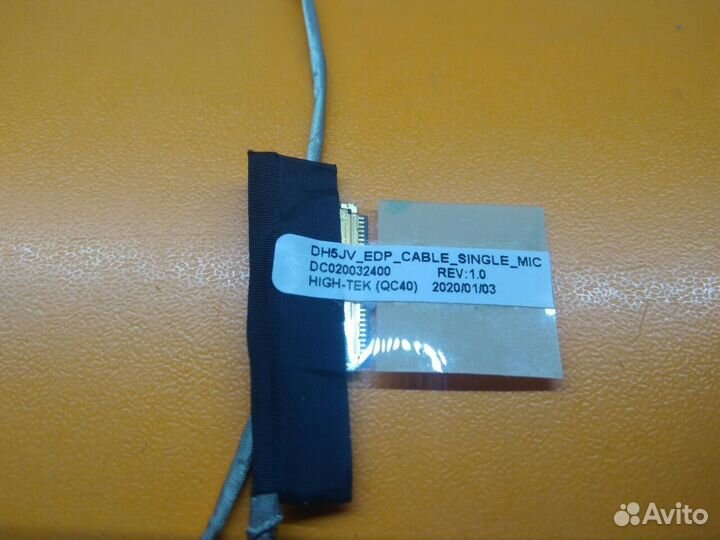 DH5JV_EDP_CABLE_SINGLE_MIC
DC020032400 REV:1.0
HIGH-TEK (QC40) 2020/01/03
Avito